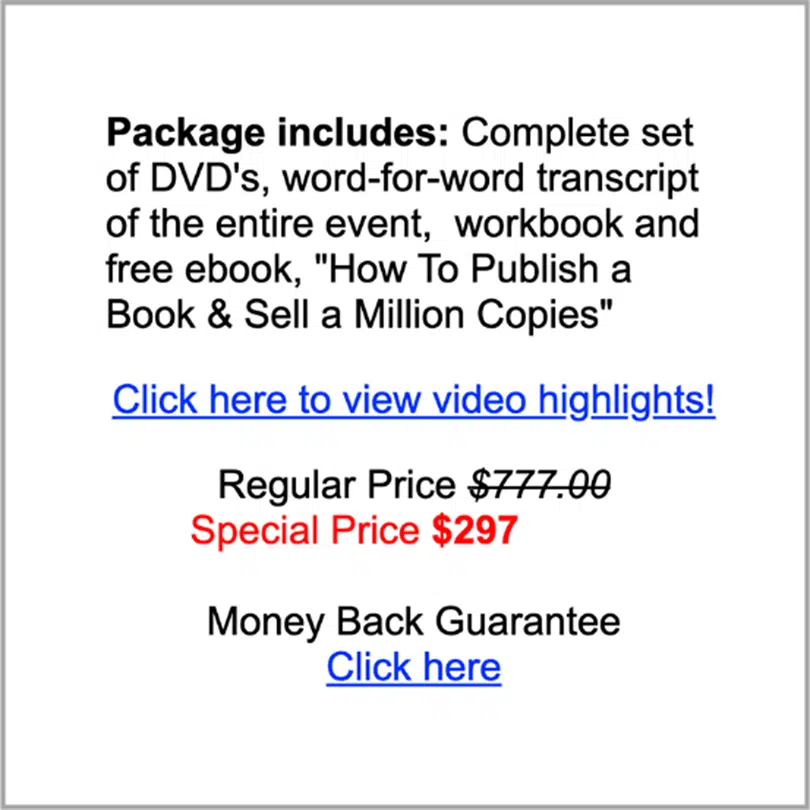 Package includes: Complete set
of DVD's, word-for-word transcript
of the entire event,  workbook and
free ebook, "How To Publish a
Book & Sell a Million Copies"
Click here to view video highlights!
Regular Price $777.00
Special Price $297
Money Back Guarantee
Click here